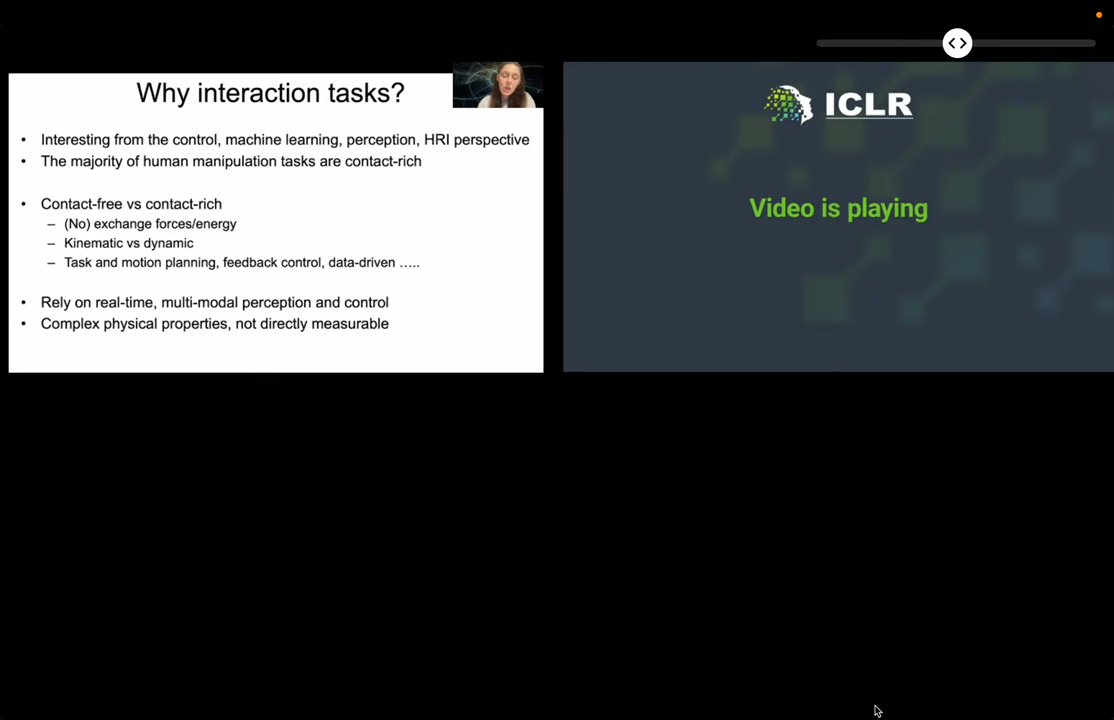 Why interaction tasks?
• Interesting from the control, machine learning, perception, HRI perspective
• The majority of human manipulation tasks are contact-rich
• Contact-free vs contact-rich
– (No) exchange forces/energy
– Kinematic vs dynamic
– Task and motion planning, feedback control, data-driven …..
• Rely on real-time, multi-modal perception and control
• Complex physical properties, not directly measurable
ICLR
Video is playing